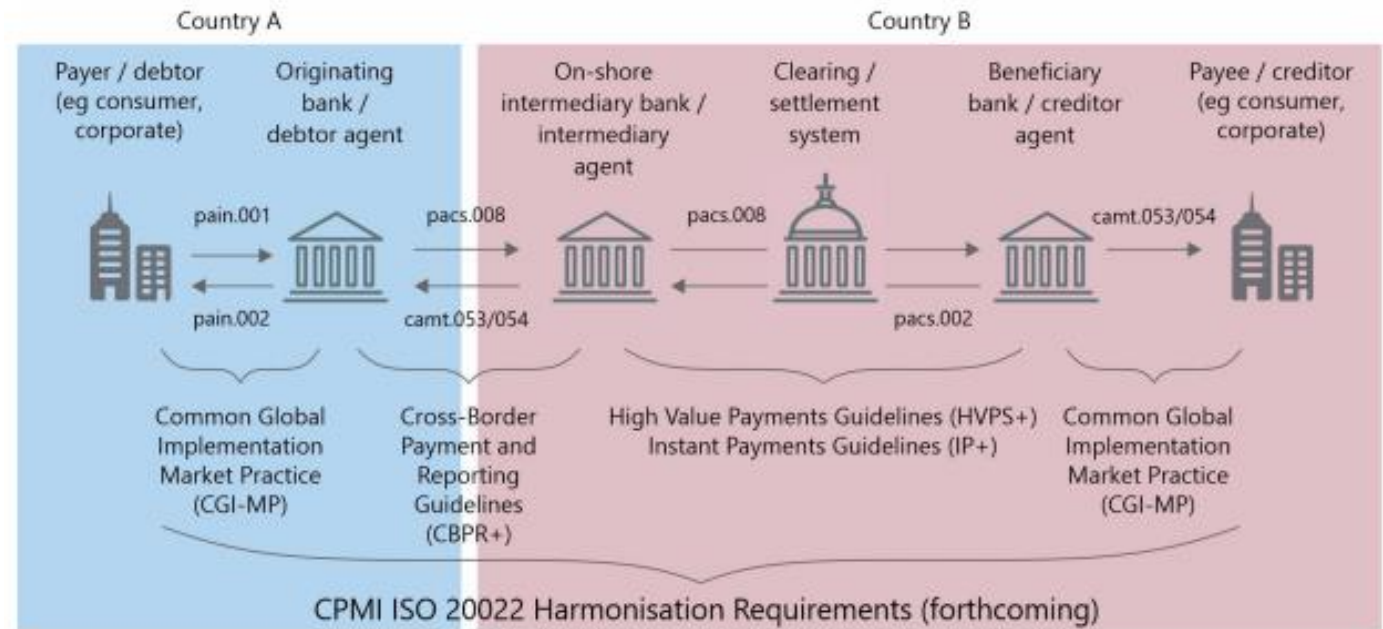 Country A
Country B
Payer / debtor
(eg consumer,
corporate)
Originating
bank /
debtor agent
On-shore
intermediary bank /
intermediary
agent
Clearing /
settlement
system
Beneficiary
bank / creditor
agent
Payee / creditor
(eg consumer,
corporate)
pain.001
pacs.008
pacs.008
camt.053/054
pain.002
camt.053/054
pacs.002
Common Global
Implementation
Market Practice
(CGI-MP)
Cross-Border
Payment and
Reporting
Guidelines
(CBPR+)
High Value Payments Guidelines (HVPS+)
Instant Payments Guidelines (IP+)
Common Global
Implementation
Market Practice
(CGI-MP)
CPMI ISO 20022 Harmonisation Requirements (forthcoming)